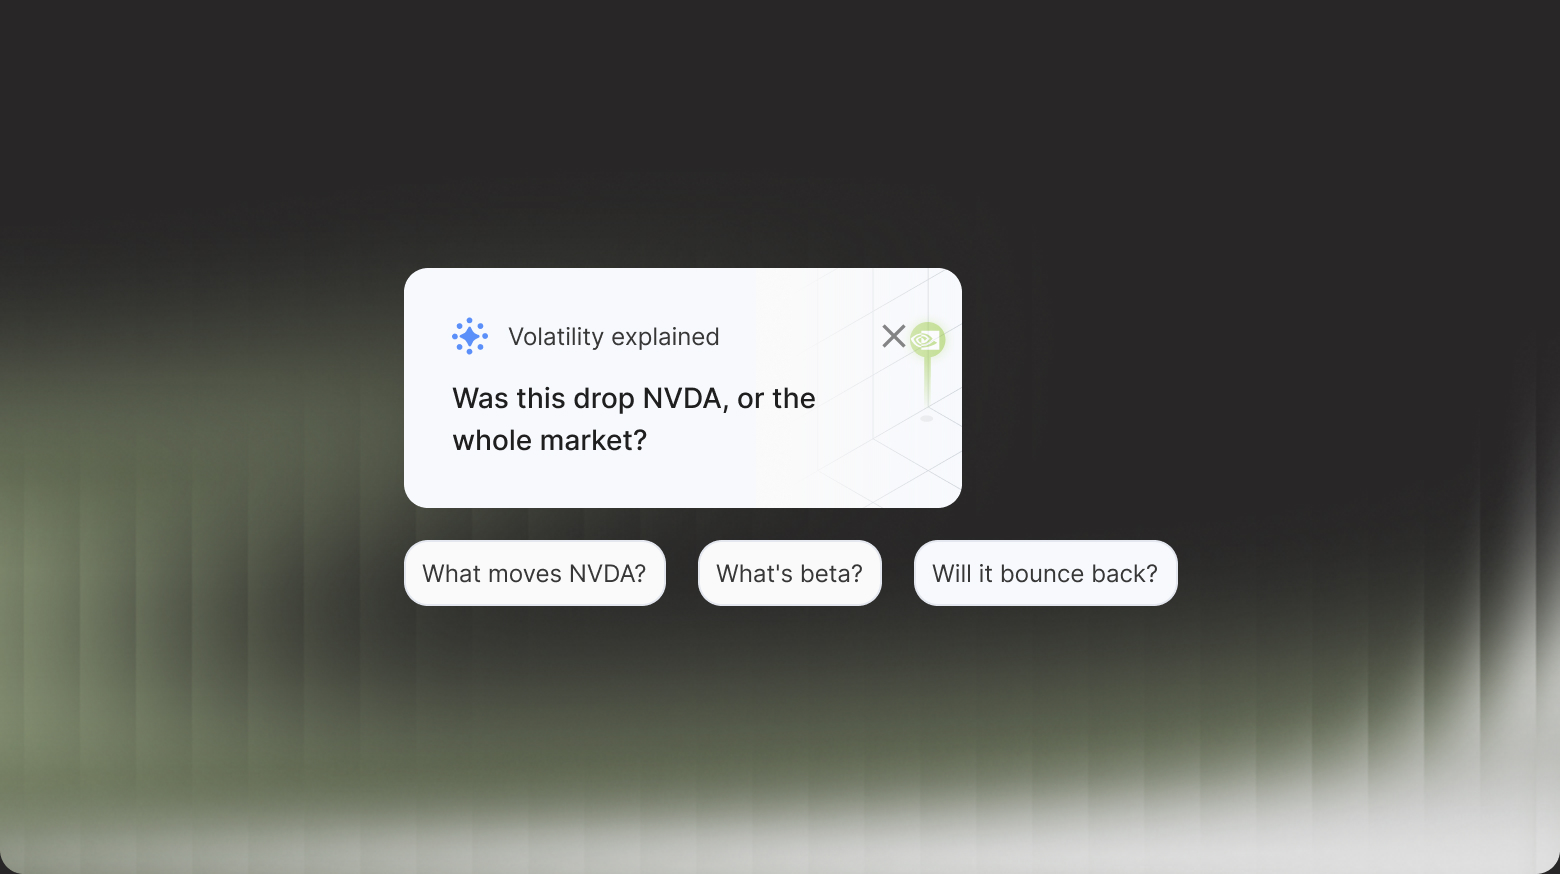 Volatility explained
Was this drop NVDA, or the
whole market?
What moves NVDA?
What's beta?
Will it bounce back?